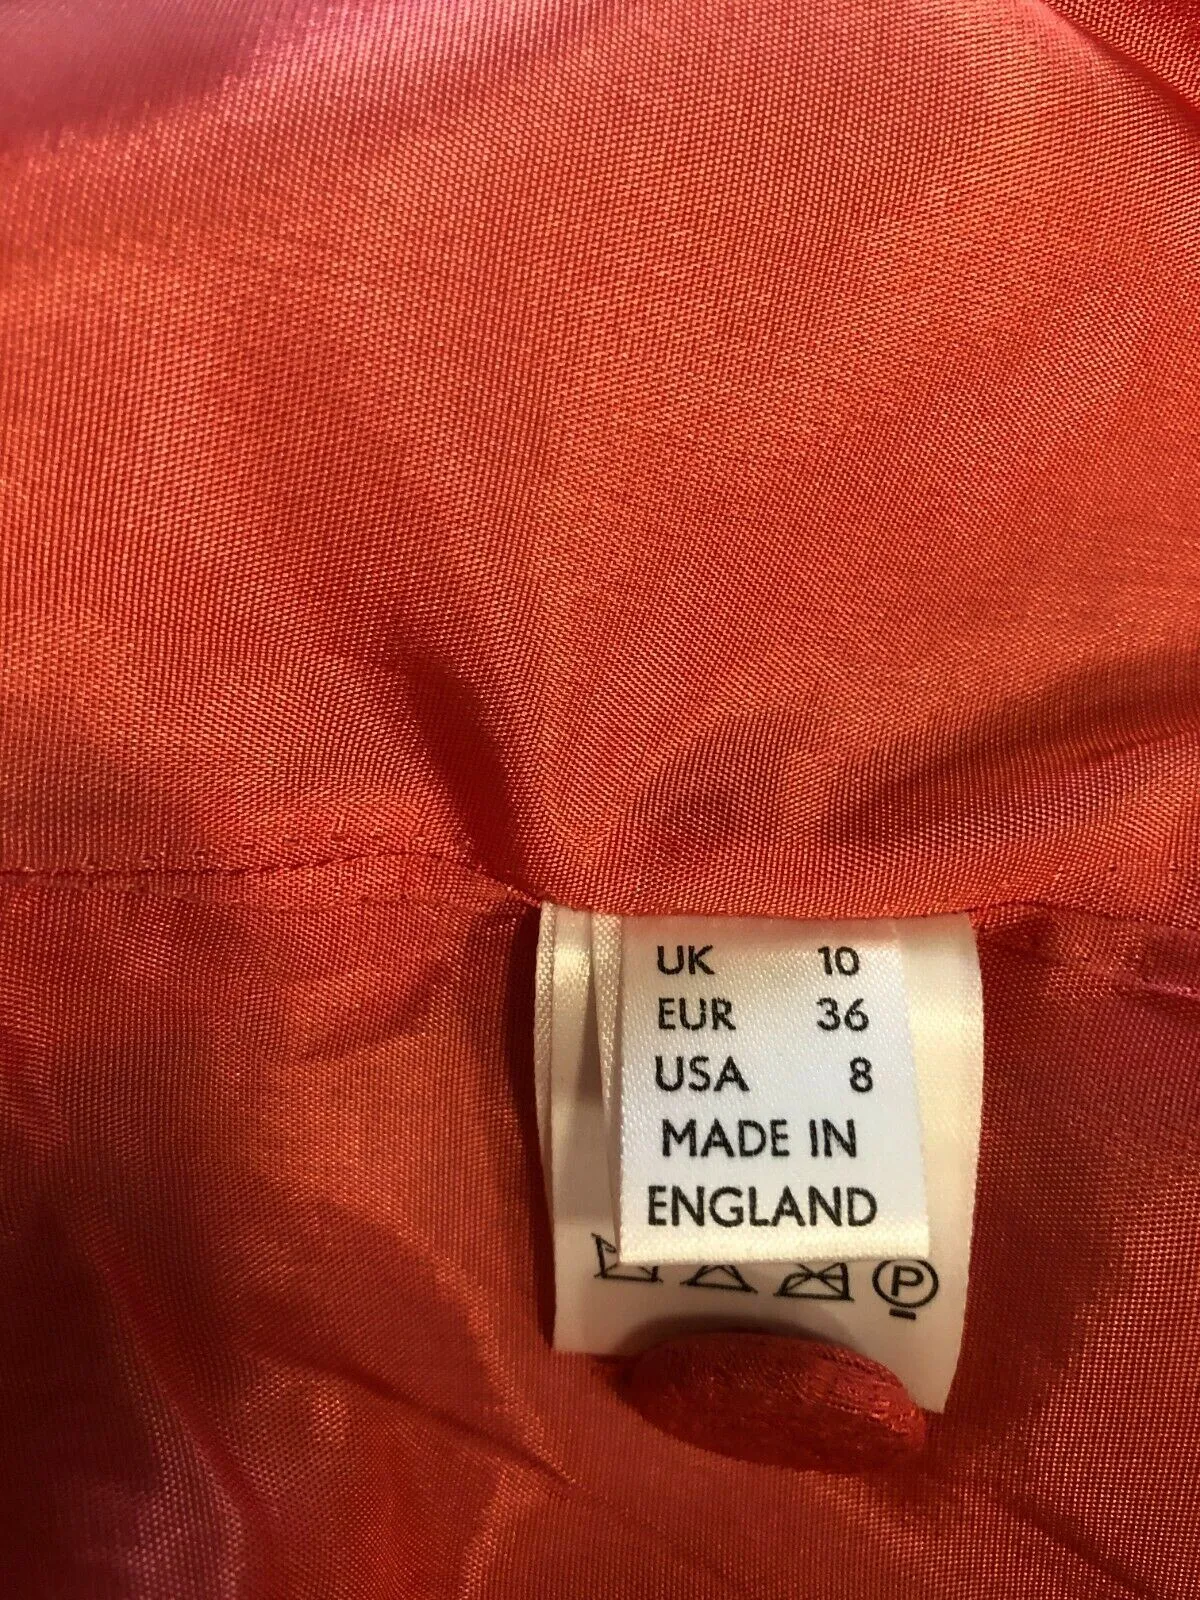 UK 10
EUR 36
USA 8
MADE IN
ENGLAND
P